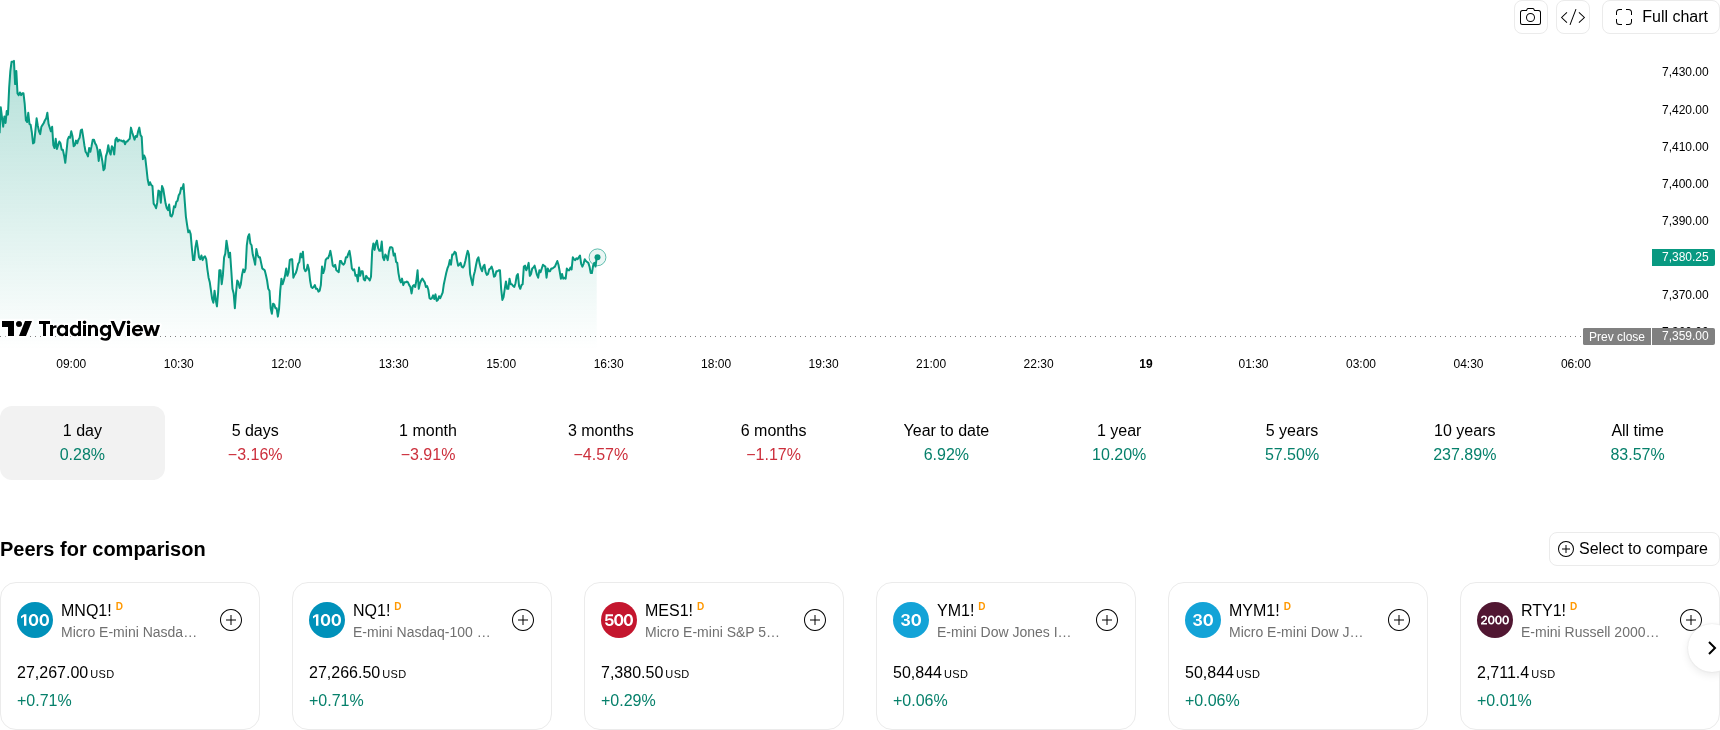 </> Full chart
7,430.00
7,420.00
7,410.00
7,400.00
7,390.00
7,380.25
7,370.00
Prev close 7,359.00
TradingView
09:00 10:30 12:00 13:30 15:00 16:30 18:00 19:30 21:00 22:30 19 01:30 03:00 04:30 06:00
1 day 5 days 1 month 3 months 6 months Year to date 1 year 5 years 10 years All time
0.28% −3.16% −3.91% −4.57% −1.17% 6.92% 10.20% 57.50% 237.89% 83.57%
Peers for comparison
Select to compare
100 MNQ1! D
Micro E-mini Nasda…
27,267.00 USD
+0.71%
100 NQ1! D
E-mini Nasdaq-100 …
27,266.50 USD
+0.71%
500 MES1! D
Micro E-mini S&P 5…
7,380.50 USD
+0.29%
30 YM1! D
E-mini Dow Jones I…
50,844 USD
+0.06%
30 MYM1! D
Micro E-mini Dow J…
50,844 USD
+0.06%
2000 RTY1! D
E-mini Russell 2000…
2,711.4 USD
+0.01%